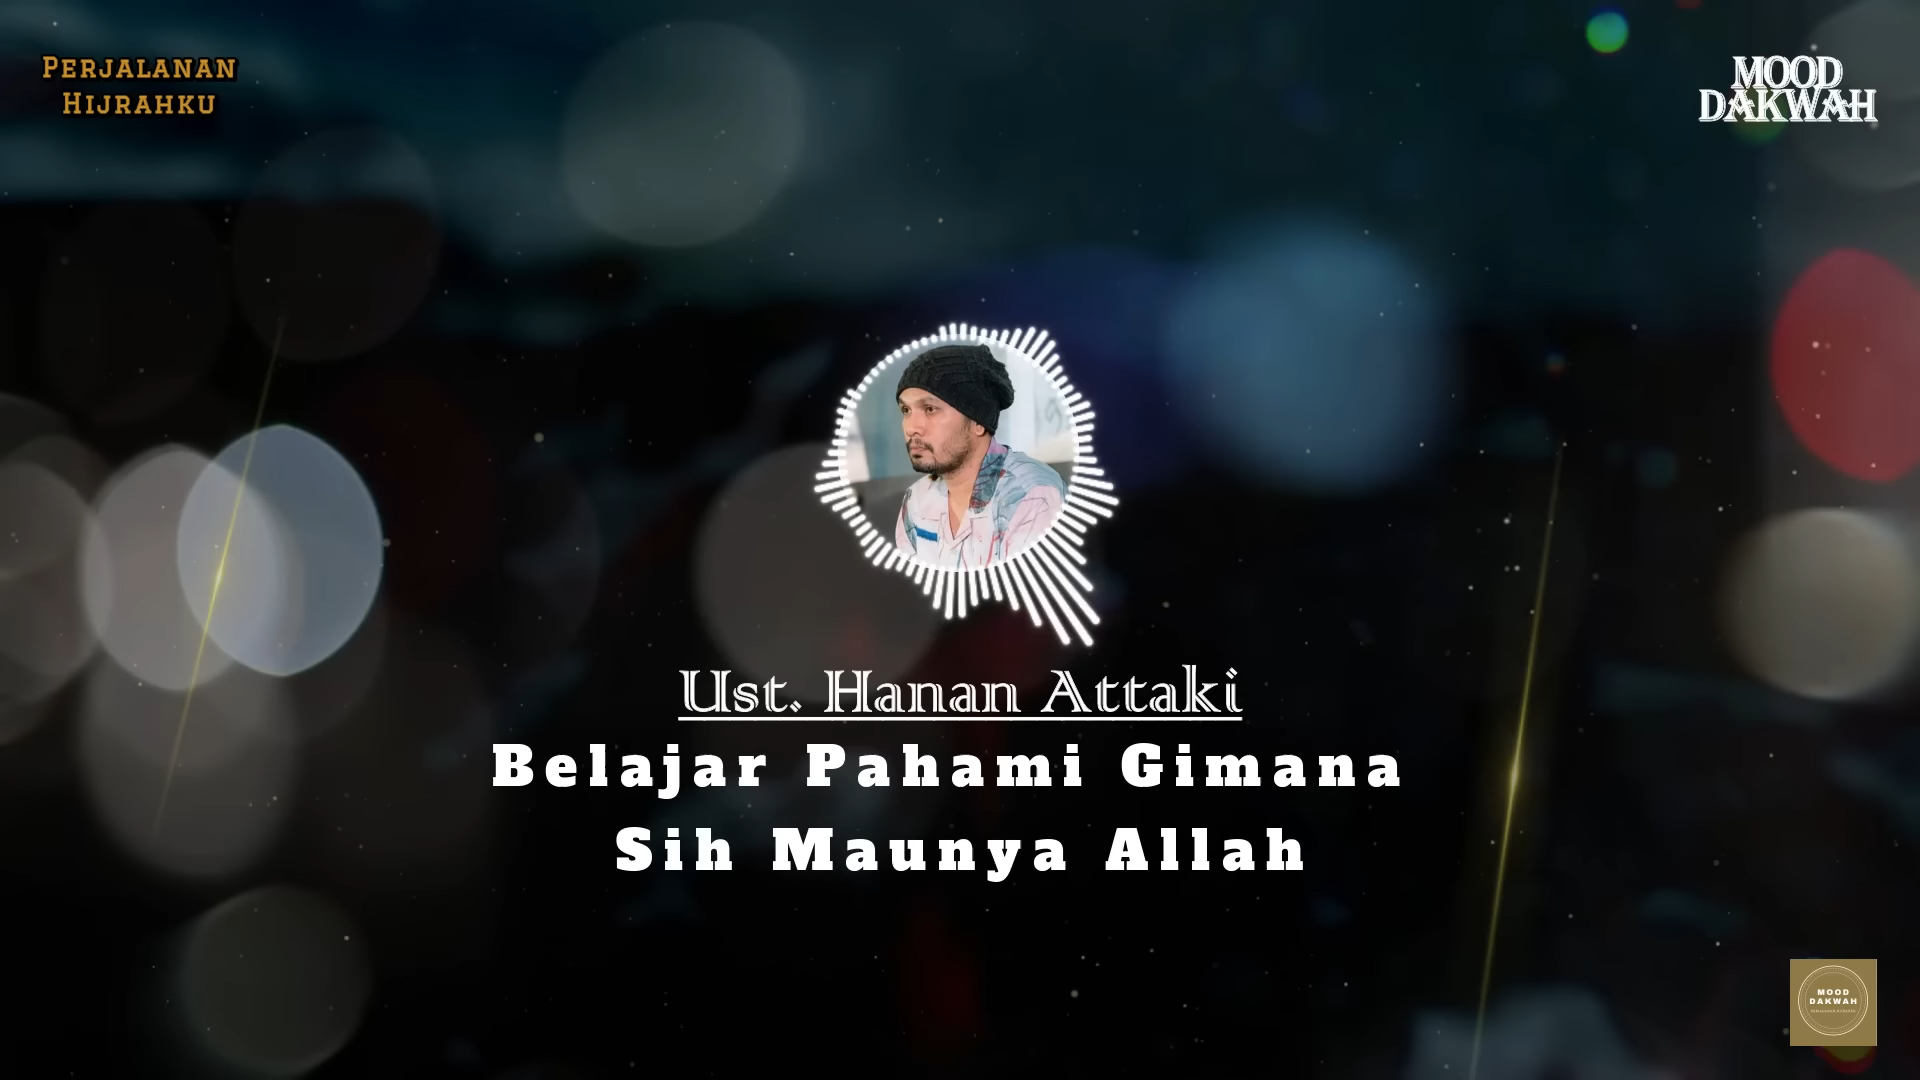 PERJALANAN
HIJRAHKU
MOOD
DAKWAH
Ust. Hanan Attaki
Belajar Pahami Gimana
Sih Maunya Allah
MOOD
DAKWAH